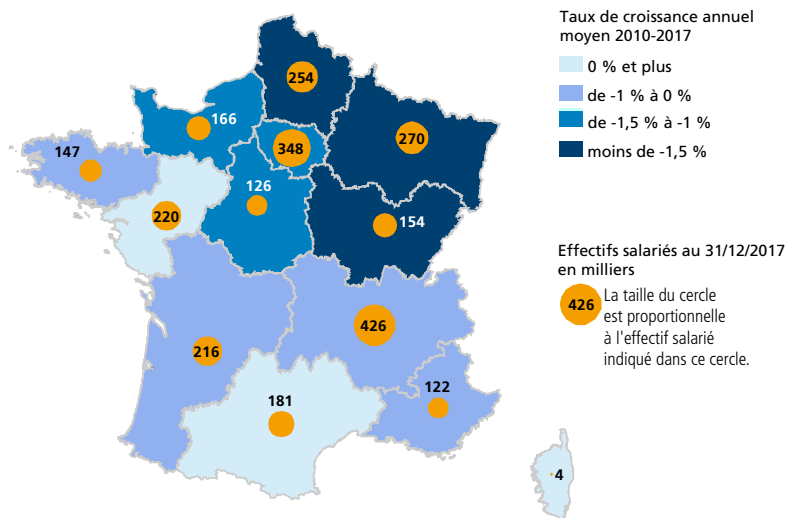 Taux de croissance annuel
moyen 2010-2017
0 % et plus
de -1 % à 0 %
de -1,5 % à -1 %
moins de -1,5 %
254
166
348
270
147
126
220
154
426
216
122
181
4
Effectifs salariés au 31/12/2017
en milliers
426
La taille du cercle
est proportionnelle
à l'effectif salarié
indiqué dans ce cercle.